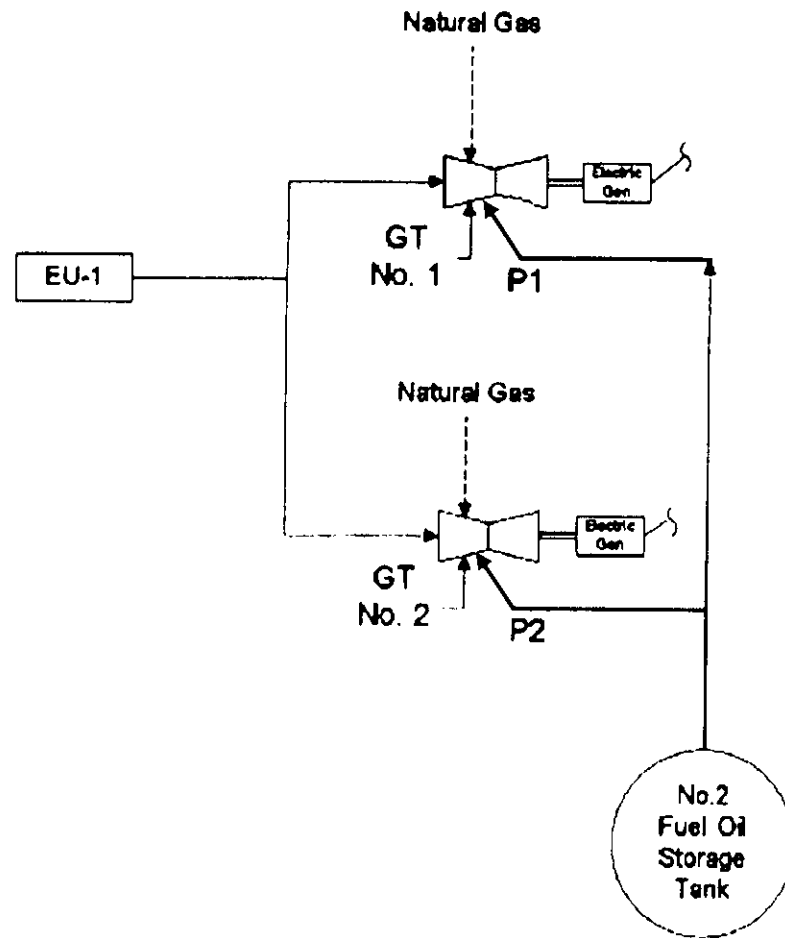 Natural Gas
Electric
Gen
GT
No. 1
P1
EU-1
Natural Gas
Electric
Gen
GT
No. 2
P2
No.2
Fuel Oil
Storage
Tank